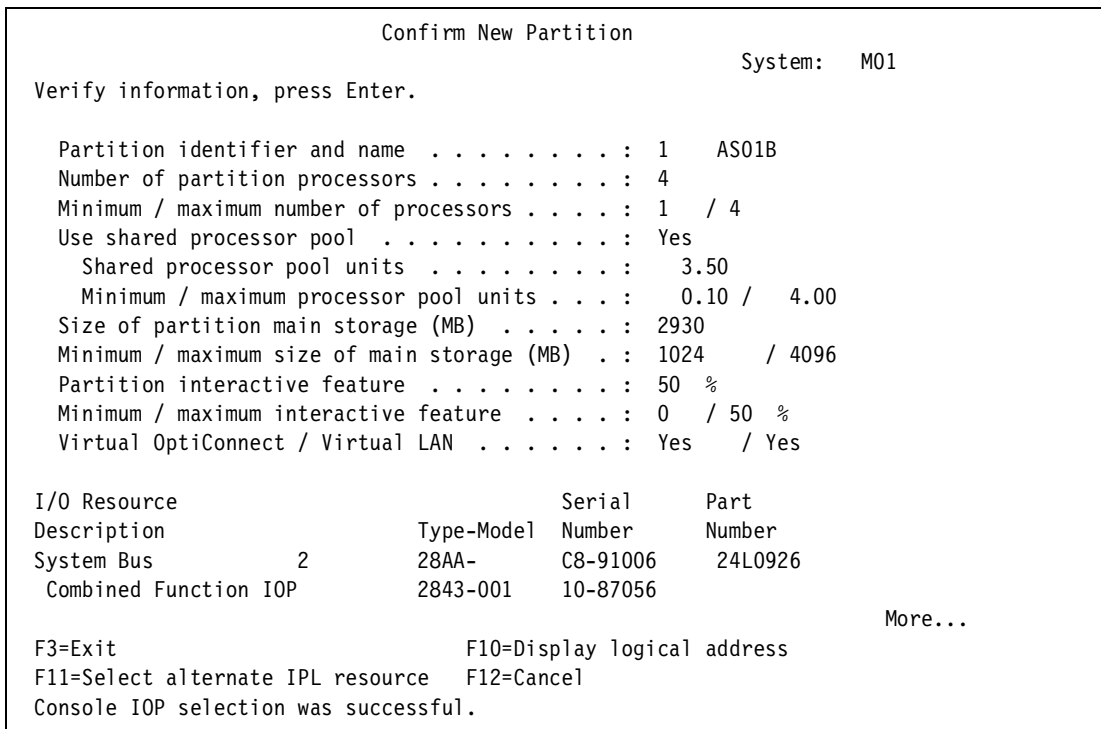 Confirm New Partition
System: M01
Verify information, press Enter.
Partition identifier and name . . . . . . . . : 1 AS01B
Number of partition processors . . . . . . . . : 4
Minimum / maximum number of processors . . . . : 1 / 4
Use shared processor pool . . . . . . . . . . : Yes
Shared processor pool units . . . . . . . . : 3.50
Minimum / maximum processor pool units . . . : 0.10 / 4.00
Size of partition main storage (MB) . . . . . : 2930
Minimum / maximum size of main storage (MB) . : 1024 / 4096
Partition interactive feature . . . . . . . . : 50 %
Minimum / maximum interactive feature . . . . : 0 / 50 %
Virtual OptiConnect / Virtual LAN . . . . . . : Yes / Yes
I/O Resource Serial Part
Description Type-Model Number Number
System Bus 2 28AA- C8-91006 24L0926
Combined Function IOP 2843-001 10-87056
More...
F3=Exit F10=Display logical address
F11=Select alternate IPL resource F12=Cancel
Console IOP selection was successful.